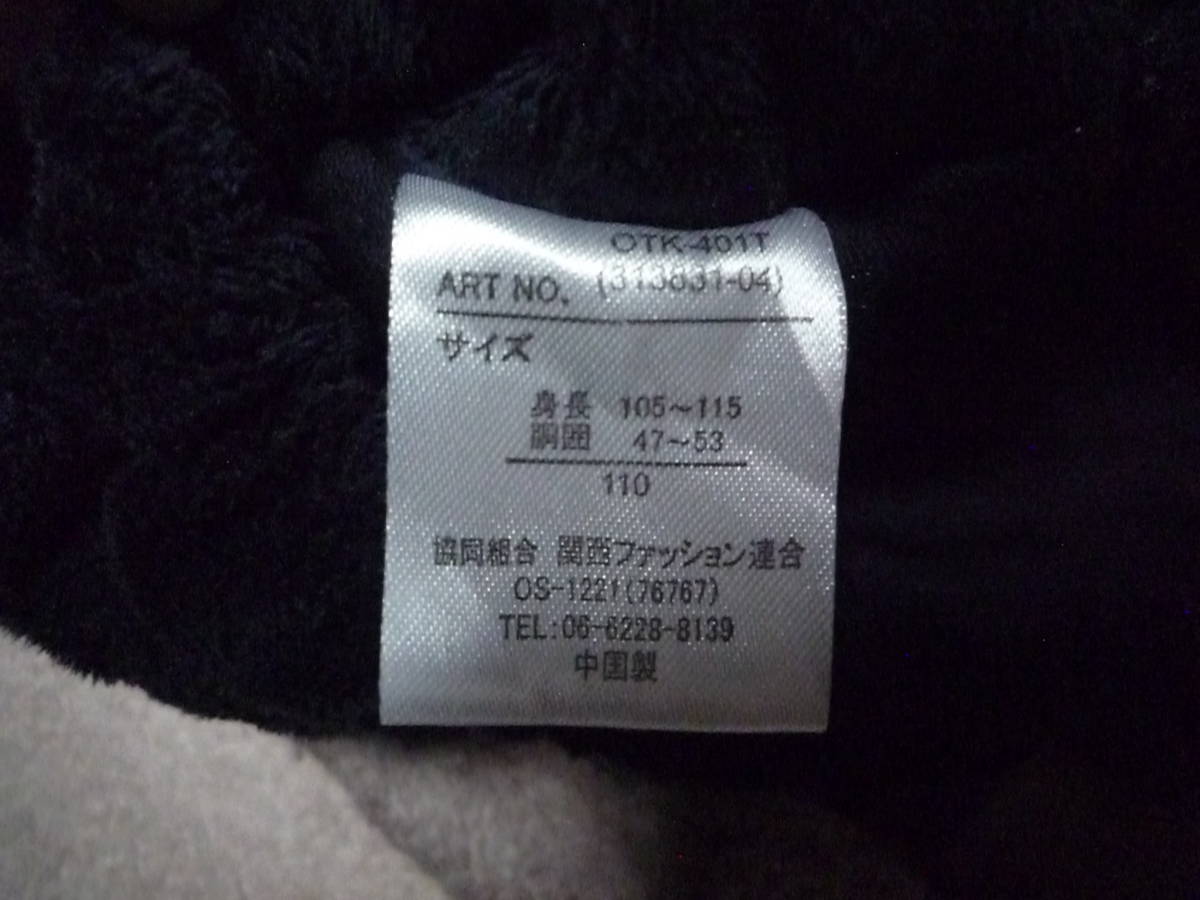 OTK-401T
ART NO. (313831-04)
サイズ
身長 105~115
胴囲 47~53
110
協同組合 関西ファッション連合
OS-1221(76767)
TEL:06-6228-8139
中国製